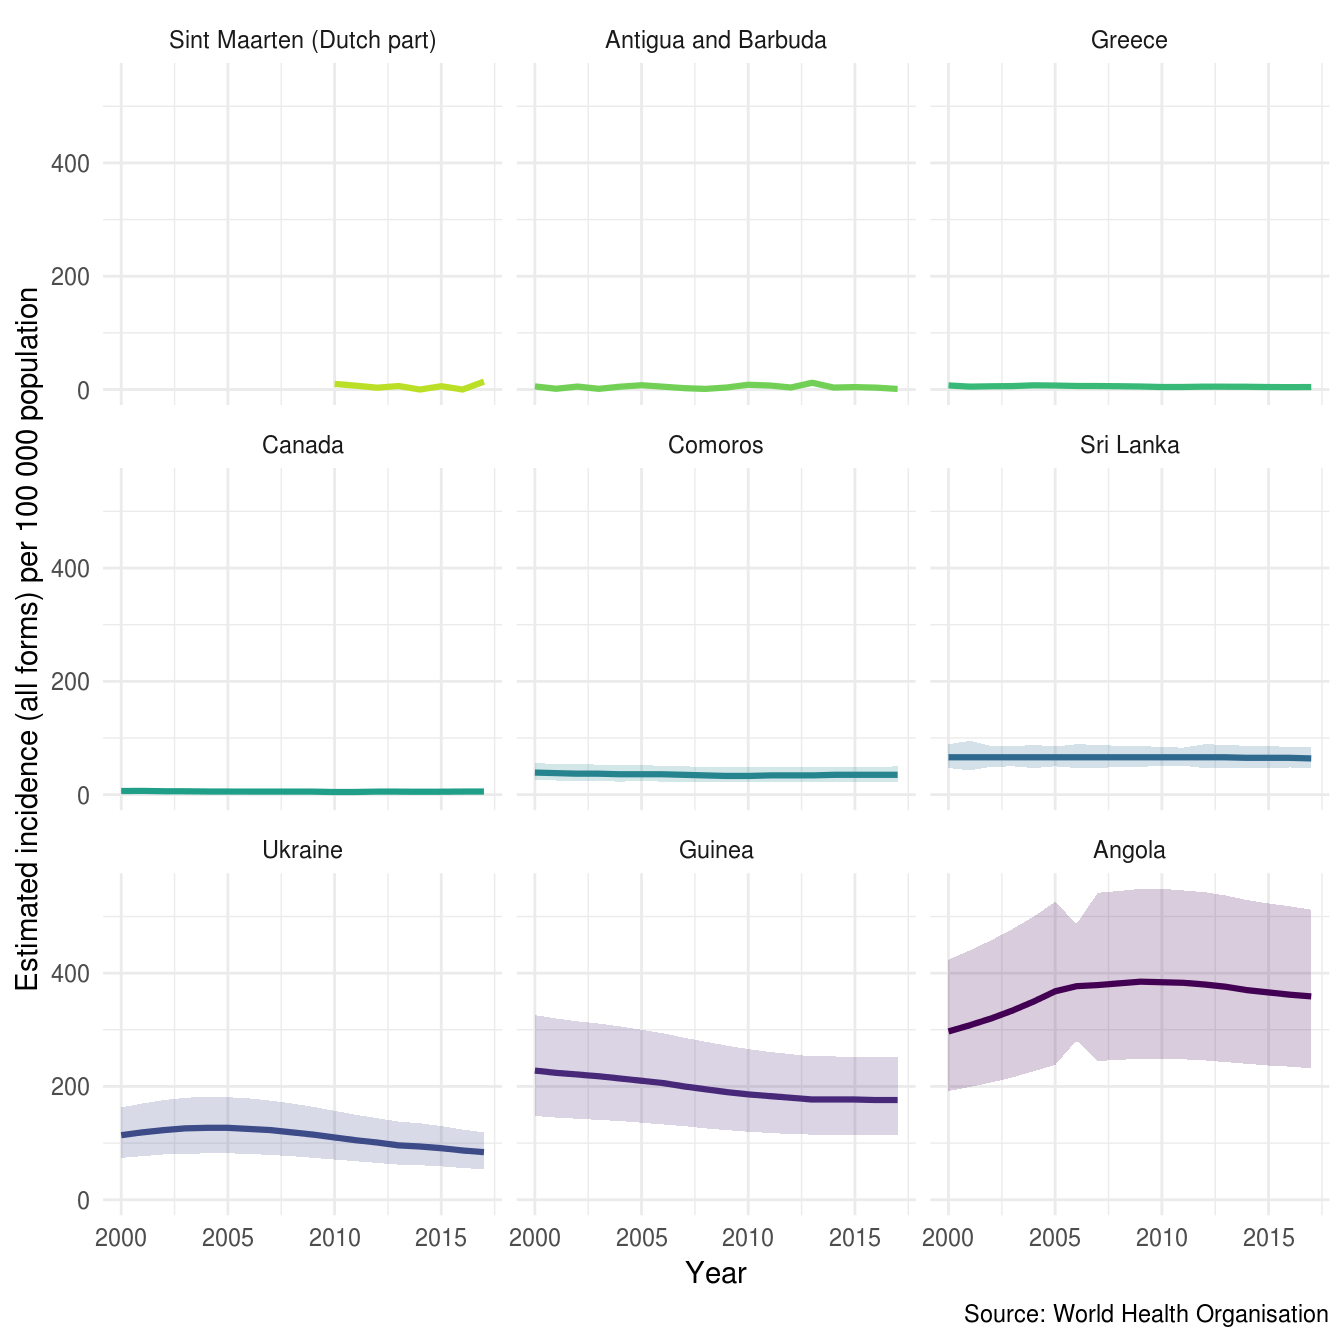 Sint Maarten (Dutch part)
Antigua and Barbuda
Greece
400
200
0
Canada
Comoros
Sri Lanka
400
200
0
Ukraine
Guinea
Angola
400
200
0
2000 2005 2010 2015
2000 2005 2010 2015
2000 2005 2010 2015
Estimated incidence (all forms) per 100 000 population
Year
Source: World Health Organisation